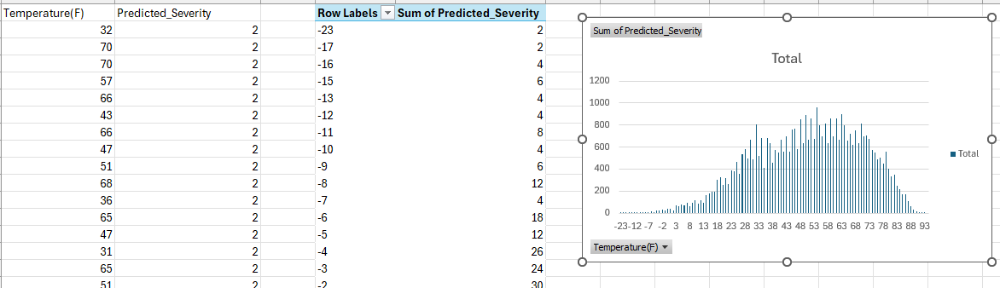 Temperature(F) Predicted_Severity Row Labels Sum of Predicted_Severity
32 2 -23 2
70 2 -17 2
70 2 -16 4
57 2 -15 6
66 2 -13 4
43 2 -12 4
66 2 -11 8
47 2 -10 4
51 2 -9 6
68 2 -8 12
36 2 -7 4
65 2 -6 18
47 2 -5 12
31 2 -4 26
65 2 -3 24
51 2 -2 30
Sum of Predicted_Severity
Total
1200
1000
800
600
400
200
0
-23 -12 -7 -2 3 8 13 18 23 28 33 38 43 48 53 58 63 68 73 78 83 88 93
Total
Temperature(F)